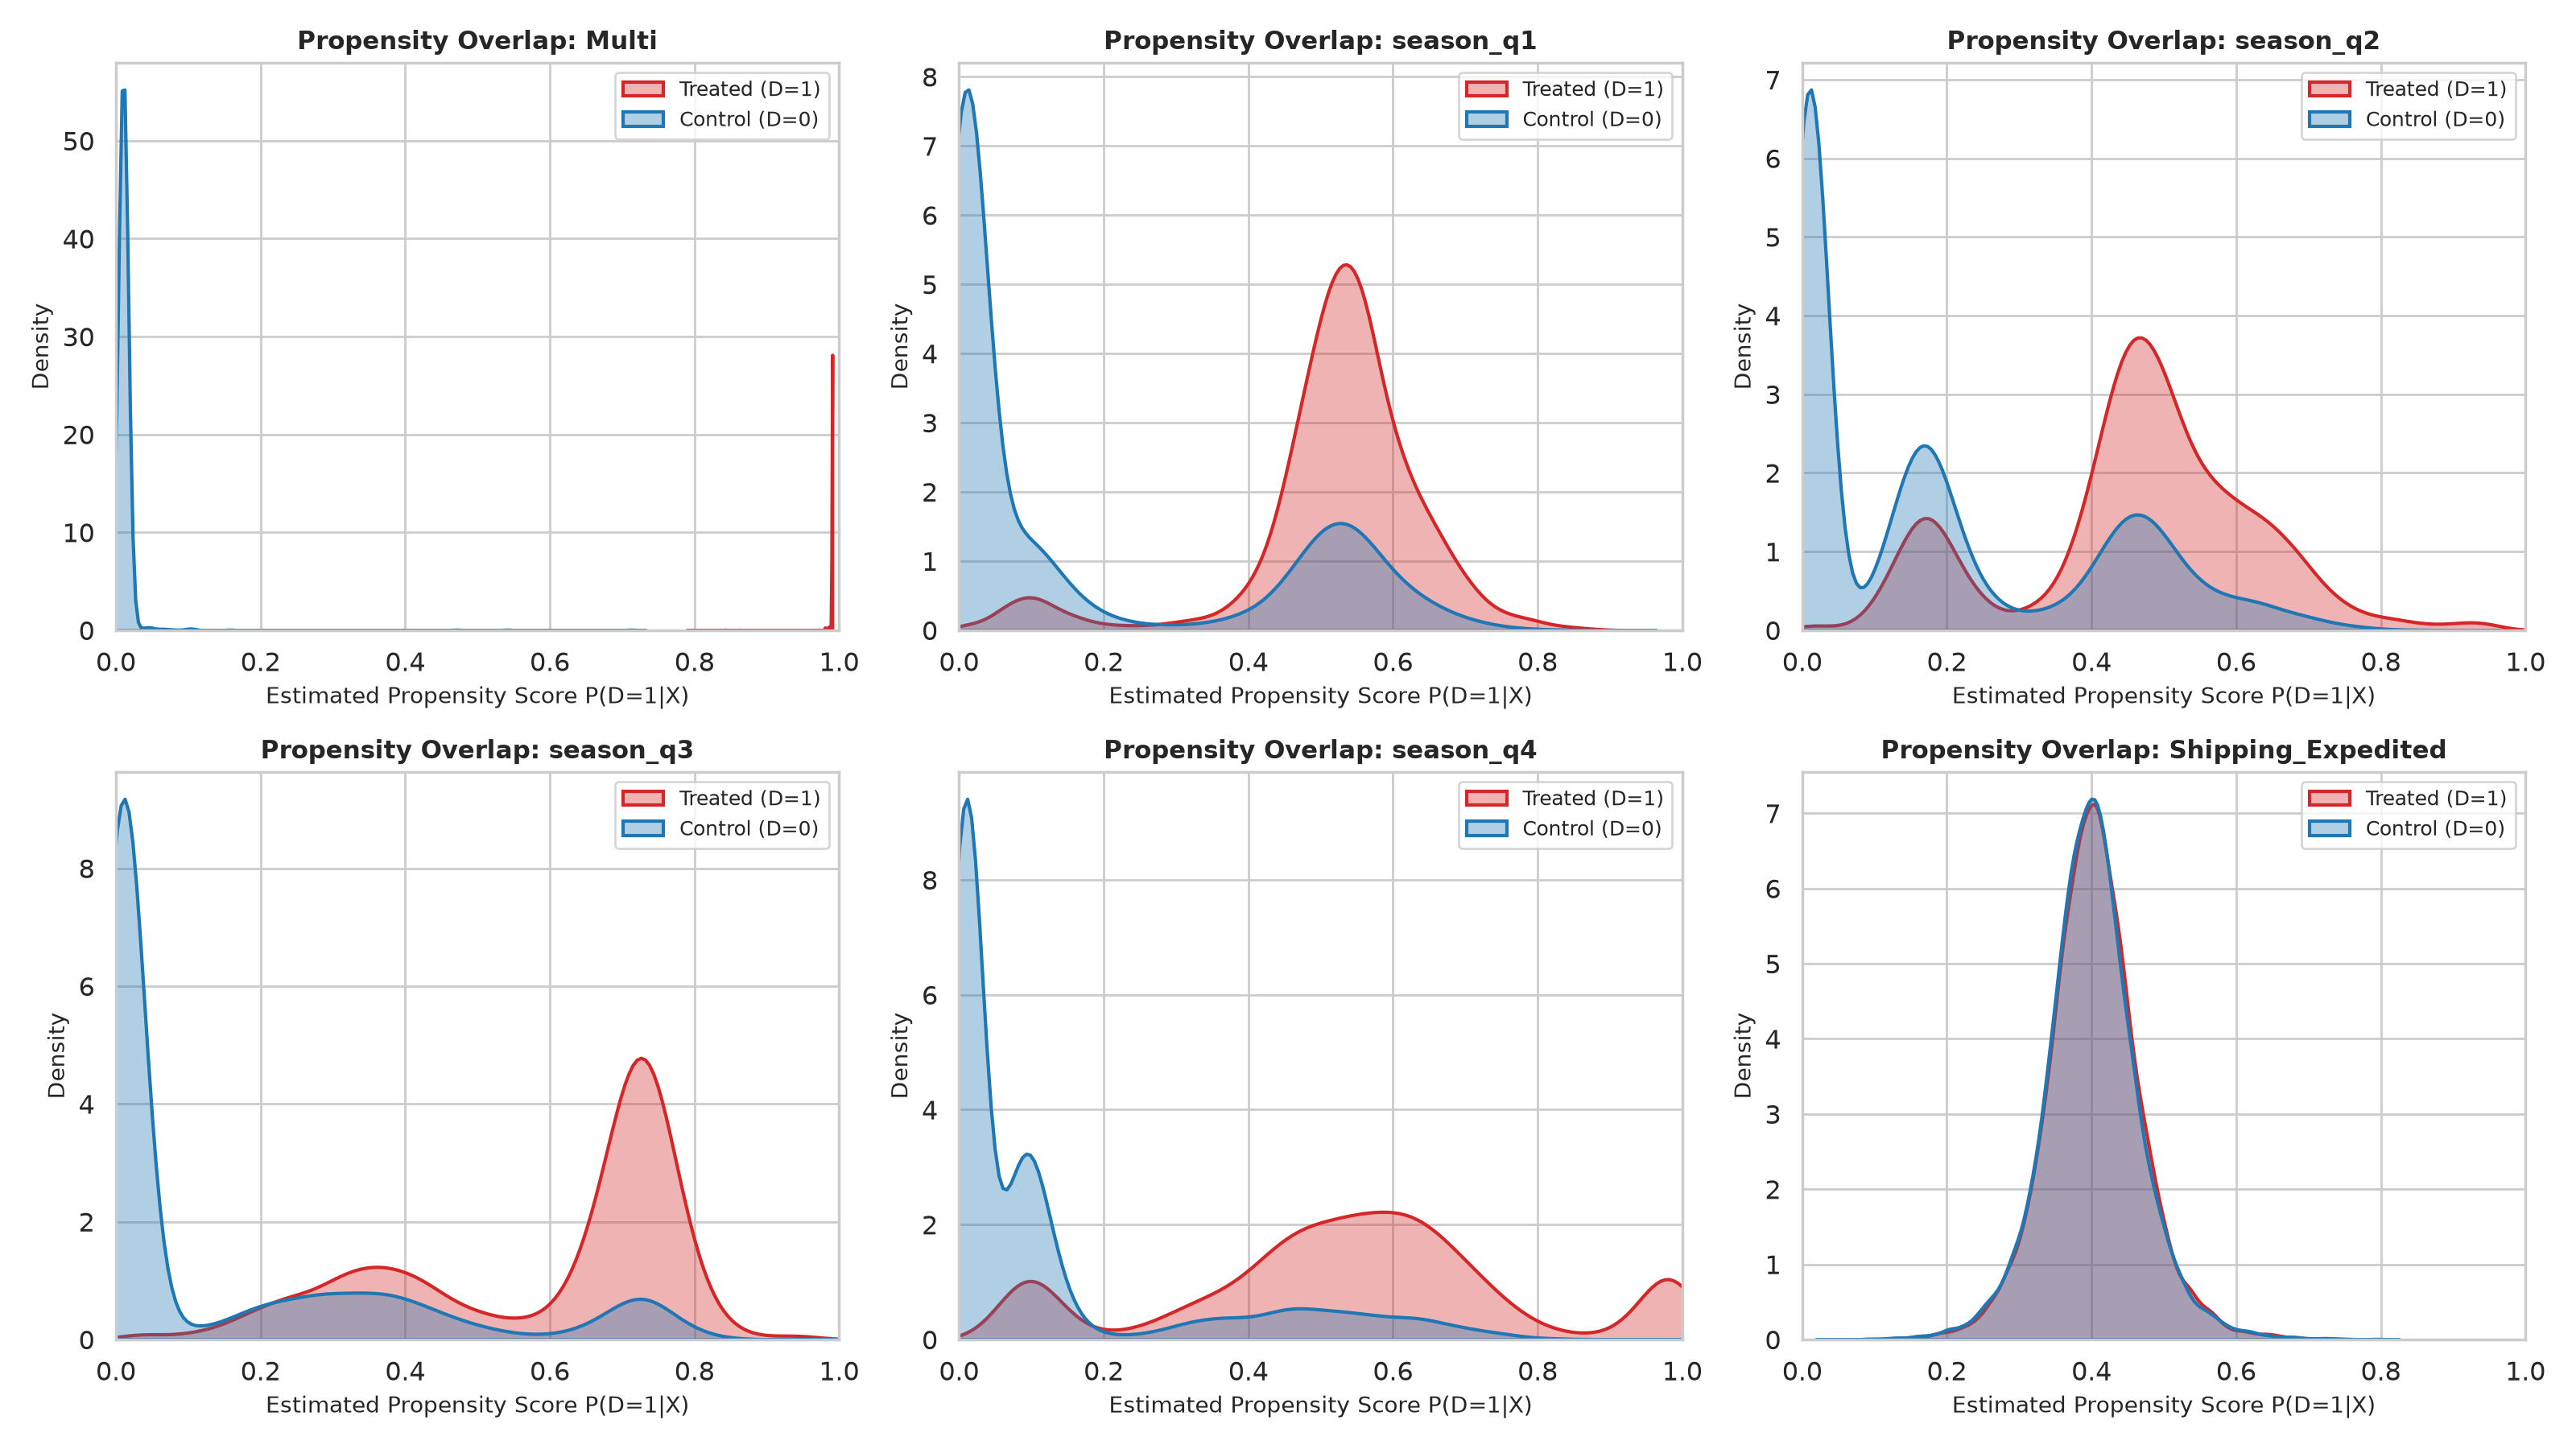 Propensity Overlap: Multi
Treated (D=1)
Control (D=0)
Density
50
40
30
20
10
0
0.0 0.2 0.4 0.6 0.8 1.0
Estimated Propensity Score P(D=1|X)
Propensity Overlap: season_q1
Treated (D=1)
Control (D=0)
Density
8
7
6
5
4
3
2
1
0
0.0 0.2 0.4 0.6 0.8 1.0
Estimated Propensity Score P(D=1|X)
Propensity Overlap: season_q2
Treated (D=1)
Control (D=0)
Density
7
6
5
4
3
2
1
0
0.0 0.2 0.4 0.6 0.8 1.0
Estimated Propensity Score P(D=1|X)
Propensity Overlap: season_q3
Treated (D=1)
Control (D=0)
Density
8
6
4
2
0
0.0 0.2 0.4 0.6 0.8 1.0
Estimated Propensity Score P(D=1|X)
Propensity Overlap: season_q4
Treated (D=1)
Control (D=0)
Density
8
6
4
2
0
0.0 0.2 0.4 0.6 0.8 1.0
Estimated Propensity Score P(D=1|X)
Propensity Overlap: Shipping_Expedited
Treated (D=1)
Control (D=0)
Density
7
6
5
4
3
2
1
0
0.0 0.2 0.4 0.6 0.8 1.0
Estimated Propensity Score P(D=1|X)